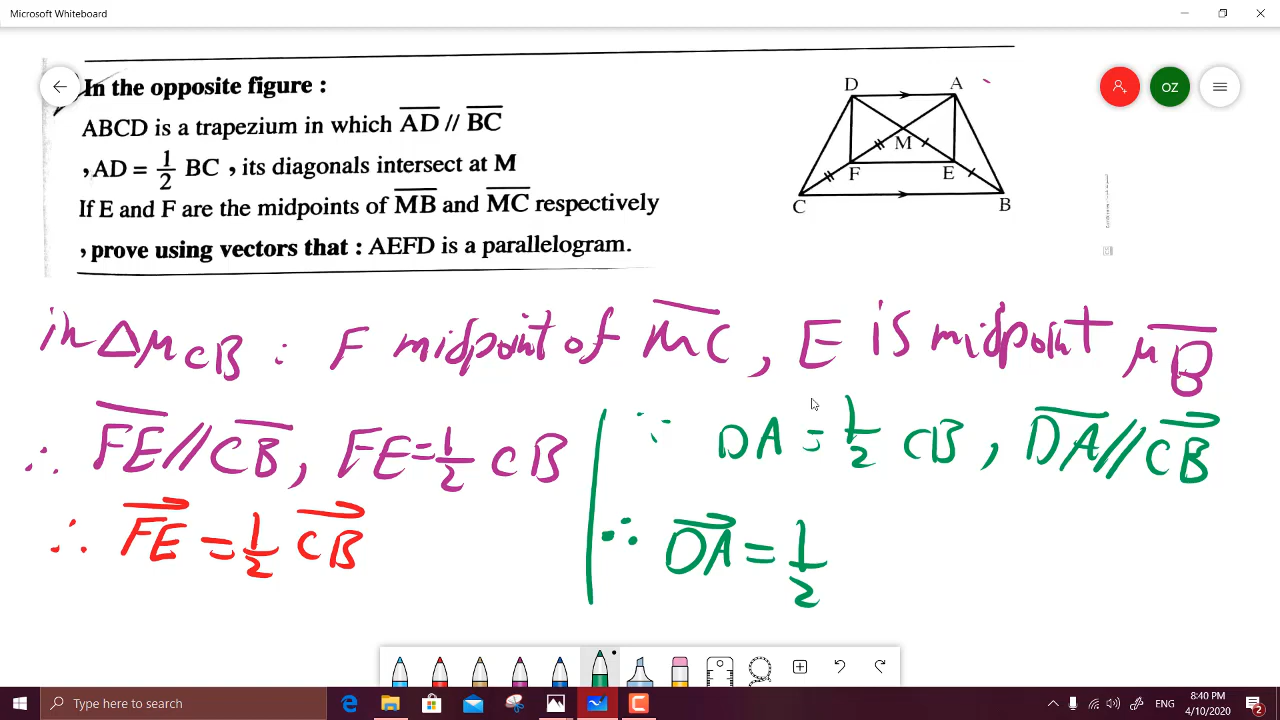 Microsoft Whiteboard
In the opposite figure :
ABCD is a trapezium in which AD // BC
, AD = 1/2 BC , its diagonals intersect at M
If E and F are the midpoints of MB and MC respectively
, prove using vectors that : AEFD is a parallelogram.
D A
M
F E
C B
OZ
in △MCB : F midpoint of MC, E is midpoint MB
∴ FE // CB, FE = 1/2 CB
∵ DA = 1/2 CB, DA // CB
∴ FE = 1/2 CB
∴ DA = 1/2
Type here to search
ENG
8:40 PM
4/10/2020
2